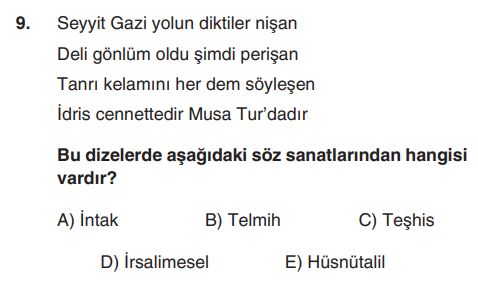 9. Seyyit Gazi yolun diktiler nişan
Deli gönlüm oldu şimdi perişan
Tanrı kelamını her dem söyleşen
İdris cennettedir Musa Tur'dadır
Bu dizelerde aşağıdaki söz sanatlarından hangisi
vardır?
A) İntak B) Telmih C) Teşhis
D) İrsalimesel E) Hüsnütalil